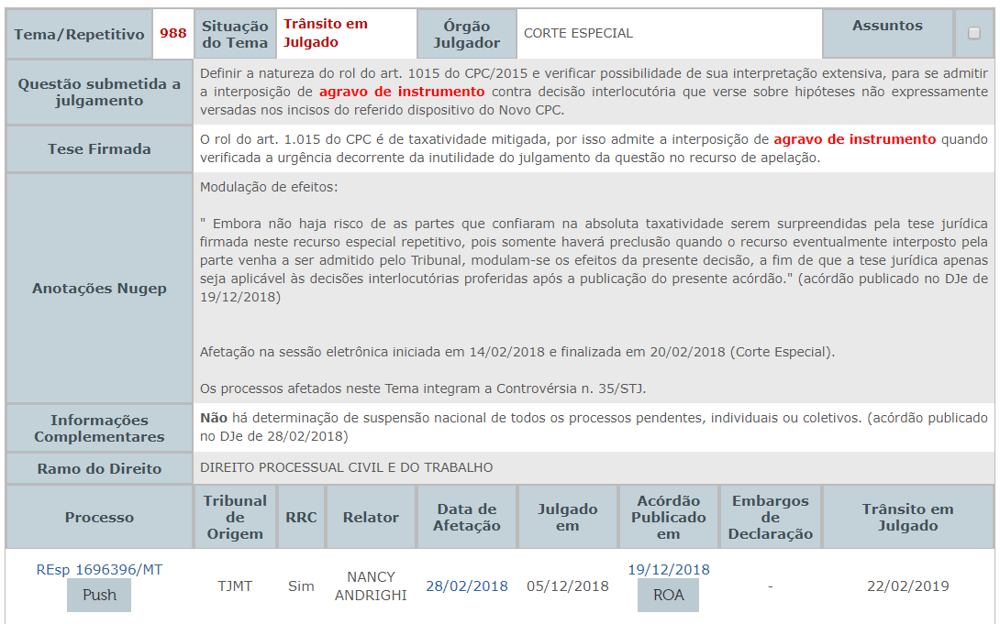 Tema/Repetitivo 988 Situação do Tema Trânsito em Julgado Órgão Julgador CORTE ESPECIAL Assuntos
Questão submetida a julgamento
Definir a natureza do rol do art. 1015 do CPC/2015 e verificar possibilidade de sua interpretação extensiva, para se admitir
a interposição de agravo de instrumento contra decisão interlocutória que verse sobre hipóteses não expressamente
versadas nos incisos do referido dispositivo do Novo CPC.
Tese Firmada
O rol do art. 1.015 do CPC é de taxatividade mitigada, por isso admite a interposição de agravo de instrumento quando
verificada a urgência decorrente da inutilidade do julgamento da questão no recurso de apelação.
Anotações Nugep
Modulação de efeitos:
" Embora não haja risco de as partes que confiaram na absoluta taxatividade serem surpreendidas pela tese jurídica
firmada neste recurso especial repetitivo, pois somente haverá preclusão quando o recurso eventualmente interposto pela
parte venha a ser admitido pelo Tribunal, modulam-se os efeitos da presente decisão, a fim de que a tese jurídica apenas
seja aplicável às decisões interlocutórias proferidas após a publicação do presente acórdão." (acórdão publicado no DJe de
19/12/2018)
Afetação na sessão eletrônica iniciada em 14/02/2018 e finalizada em 20/02/2018 (Corte Especial).
Os processos afetados neste Tema integram a Controvérsia n. 35/STJ.
Informações Complementares
Não há determinação de suspensão nacional de todos os processos pendentes, individuais ou coletivos. (acórdão publicado
no DJe de 28/02/2018)
Ramo do Direito
DIREITO PROCESSUAL CIVIL E DO TRABALHO
Processo Tribunal de Origem RRC Relator Data de Afetação Julgado em Acórdão Publicado em Embargos de Declaração Trânsito em Julgado
REsp 1696396/MT Push TJMT Sim NANCY ANDRIGHI 28/02/2018 05/12/2018 19/12/2018 ROA - 22/02/2019